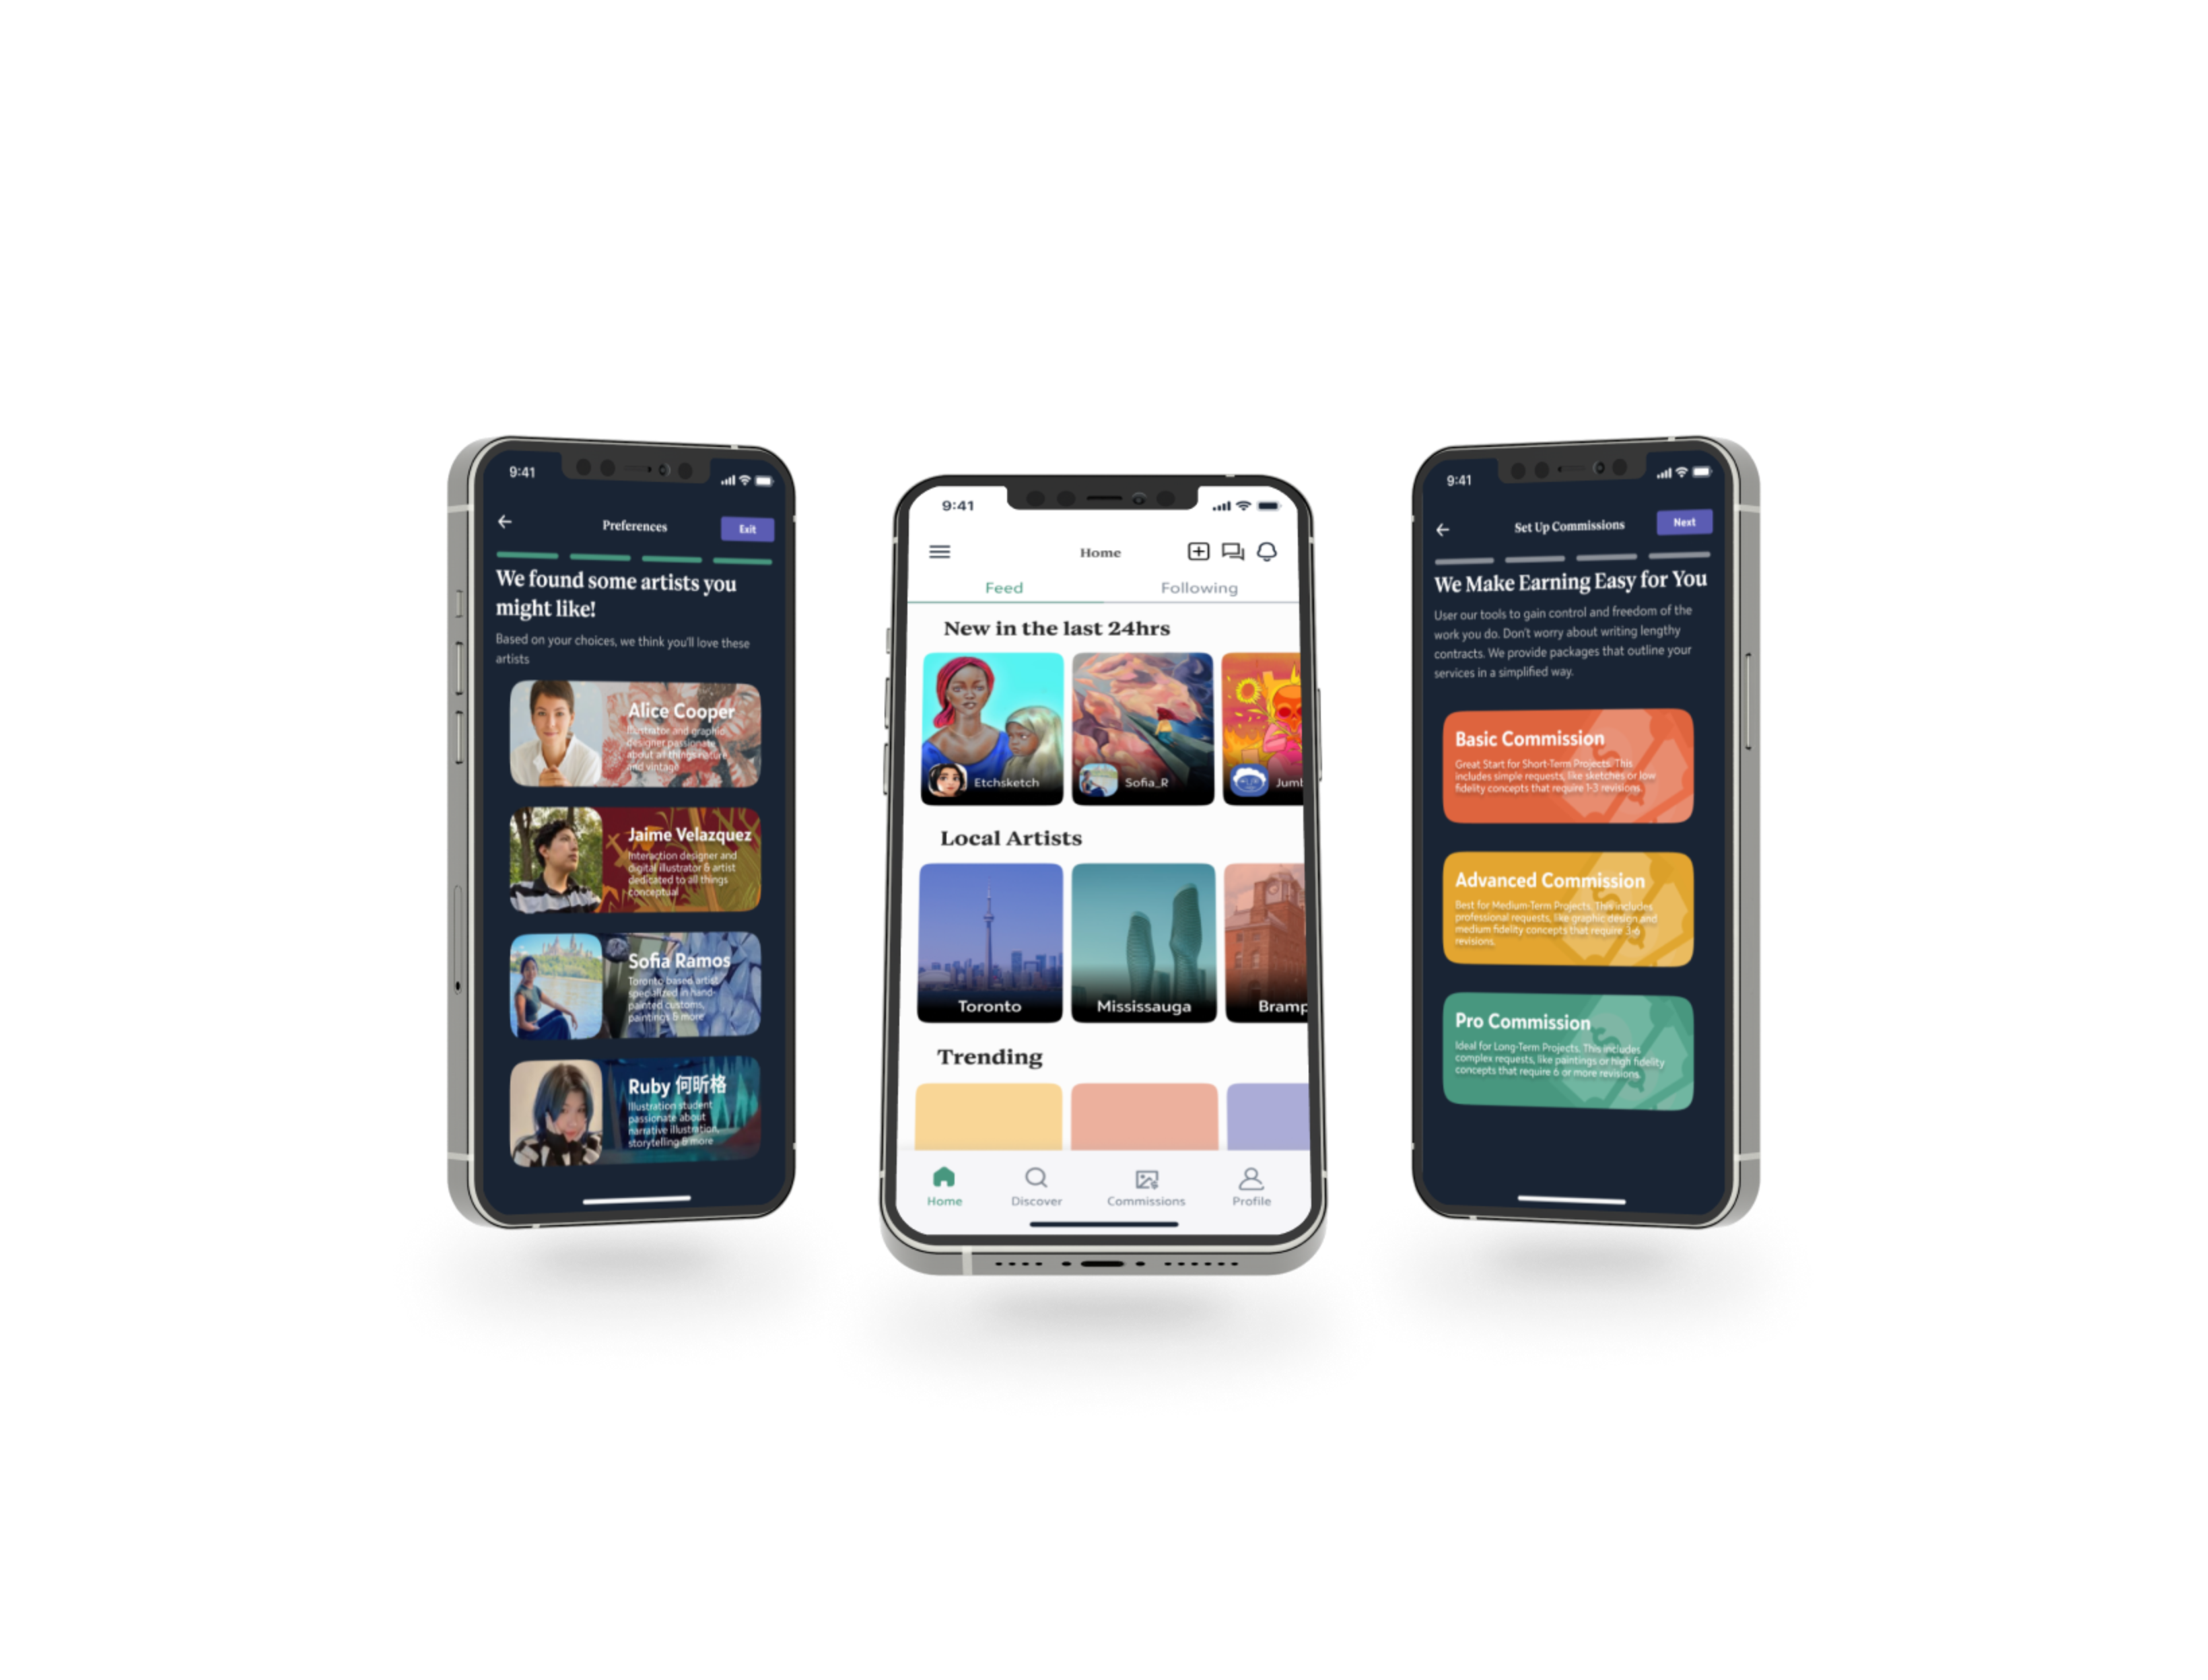 9:41
Preferences
Exit
We found some artists you
might like!
Based on your choices, we think you'll love these
artists
Alice Cooper
Illustrator and graphic
designer passionate
about all things nature
and vintage
Jaime Velazquez
Interaction designer and
digital illustrator & artist
dedicated to all things
conceptual
Sofia Ramos
Toronto based artist
specialized in hand-
painted customs,
paintings & more
Ruby 何昕格
Illustration student
passionate about
narrative illustration,
storytelling & more
9:41
Home
Feed
Following
New in the last 24hrs
Etchsketch
Sofia_R
Jumb
Local Artists
Toronto
Mississauga
Bramp
Trending
Home
Discover
Commissions
Profile
9:41
Set Up Commissions
Next
We Make Earning Easy for You
User our tools to gain control and freedom of the
work you do. Don't worry about writing lengthy
contracts. We provide packages that outline your
services in a simplified way.
Basic Commission
Great Start for Short-Term Projects. This
includes simple requests, like sketches or low
fidelity concepts that require 1-3 revisions.
Advanced Commission
Best for Medium-Term Projects. This includes
professional requests, like graphic design and
medium fidelity concepts that require 3-6
revisions.
Pro Commission
Ideal for Long-Term Projects. This includes
complex requests, like paintings or high fidelity
concepts that require 6 or more revisions.